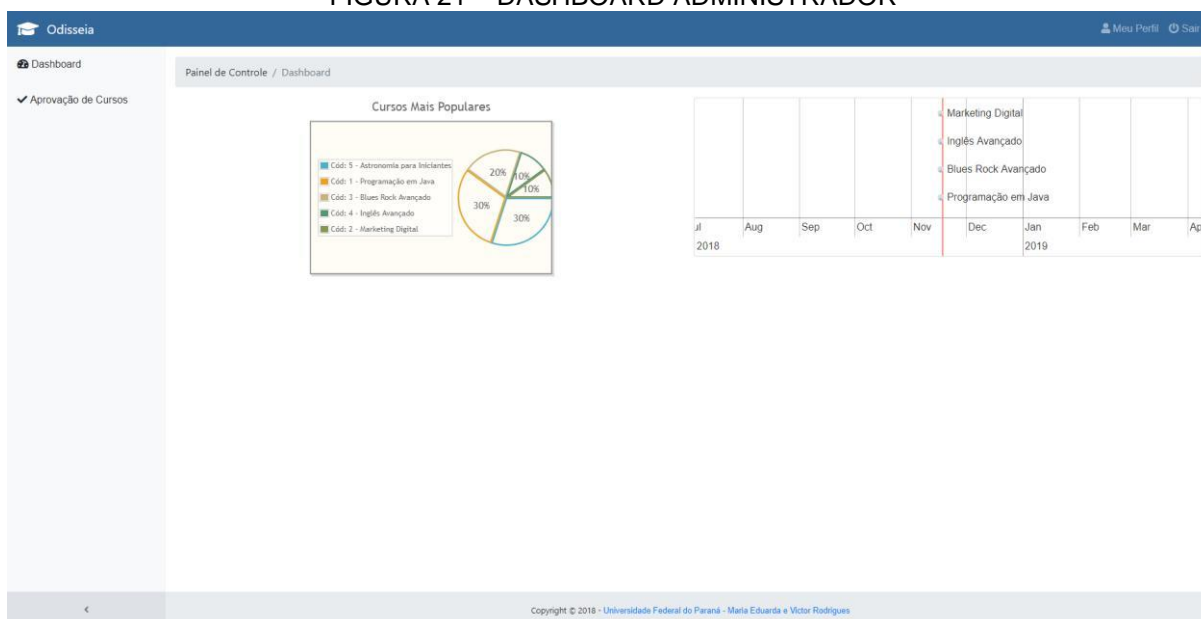 FIGURA 21 – DASHBOARD ADMINISTRADOR
Odisseia
Meu Perfil Sair
Dashboard
Aprovação de Cursos
Painel de Controle / Dashboard
Cursos Mais Populares
Cód: 5 - Astronomia para Iniciantes
Cód: 1 - Programação em Java
Cód: 3 - Blues Rock Avançado
Cód: 4 - Inglês Avançado
Cód: 2 - Marketing Digital
20%
10%
10%
30%
30%
Marketing Digital
Inglês Avançado
Blues Rock Avançado
Programação em Java
ul Aug Sep Oct Nov Dec Jan Feb Mar Ap
2018 2019
Copyright © 2018 - Universidade Federal do Paraná - Maria Eduarda e Victor Rodrigues